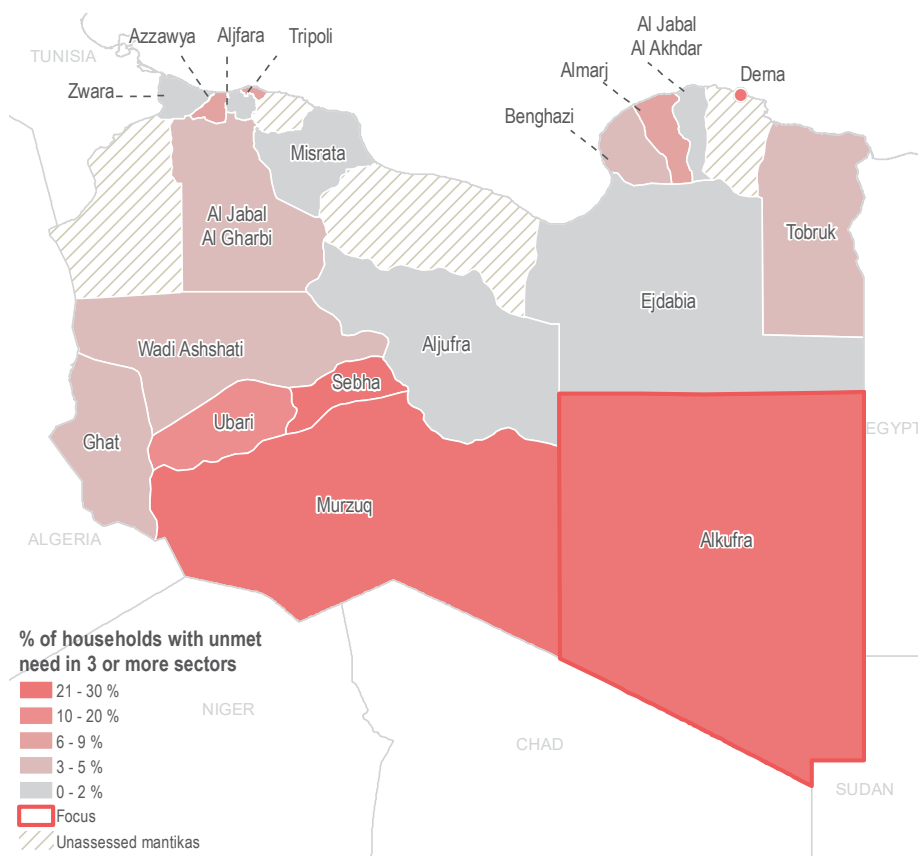 Al Jabal
Al Akhdar
Azzawya
Aljfara
Tripoli
TUNISIA
Almarj
Derna
Zwara
Benghazi
Misrata
Al Jabal
Al Gharbi
Tobruk
Ejdabia
Wadi Ashshati
Aljufra
Sebha
Ubari
Ghat
EGYPT
Murzuq
ALGERIA
Alkufra
% of households with unmet
need in 3 or more sectors
21 - 30 %
10 - 20 %
6 - 9 %
3 - 5 %
0 - 2 %
Focus
Unassessed mantikas
NIGER
CHAD
SUDAN